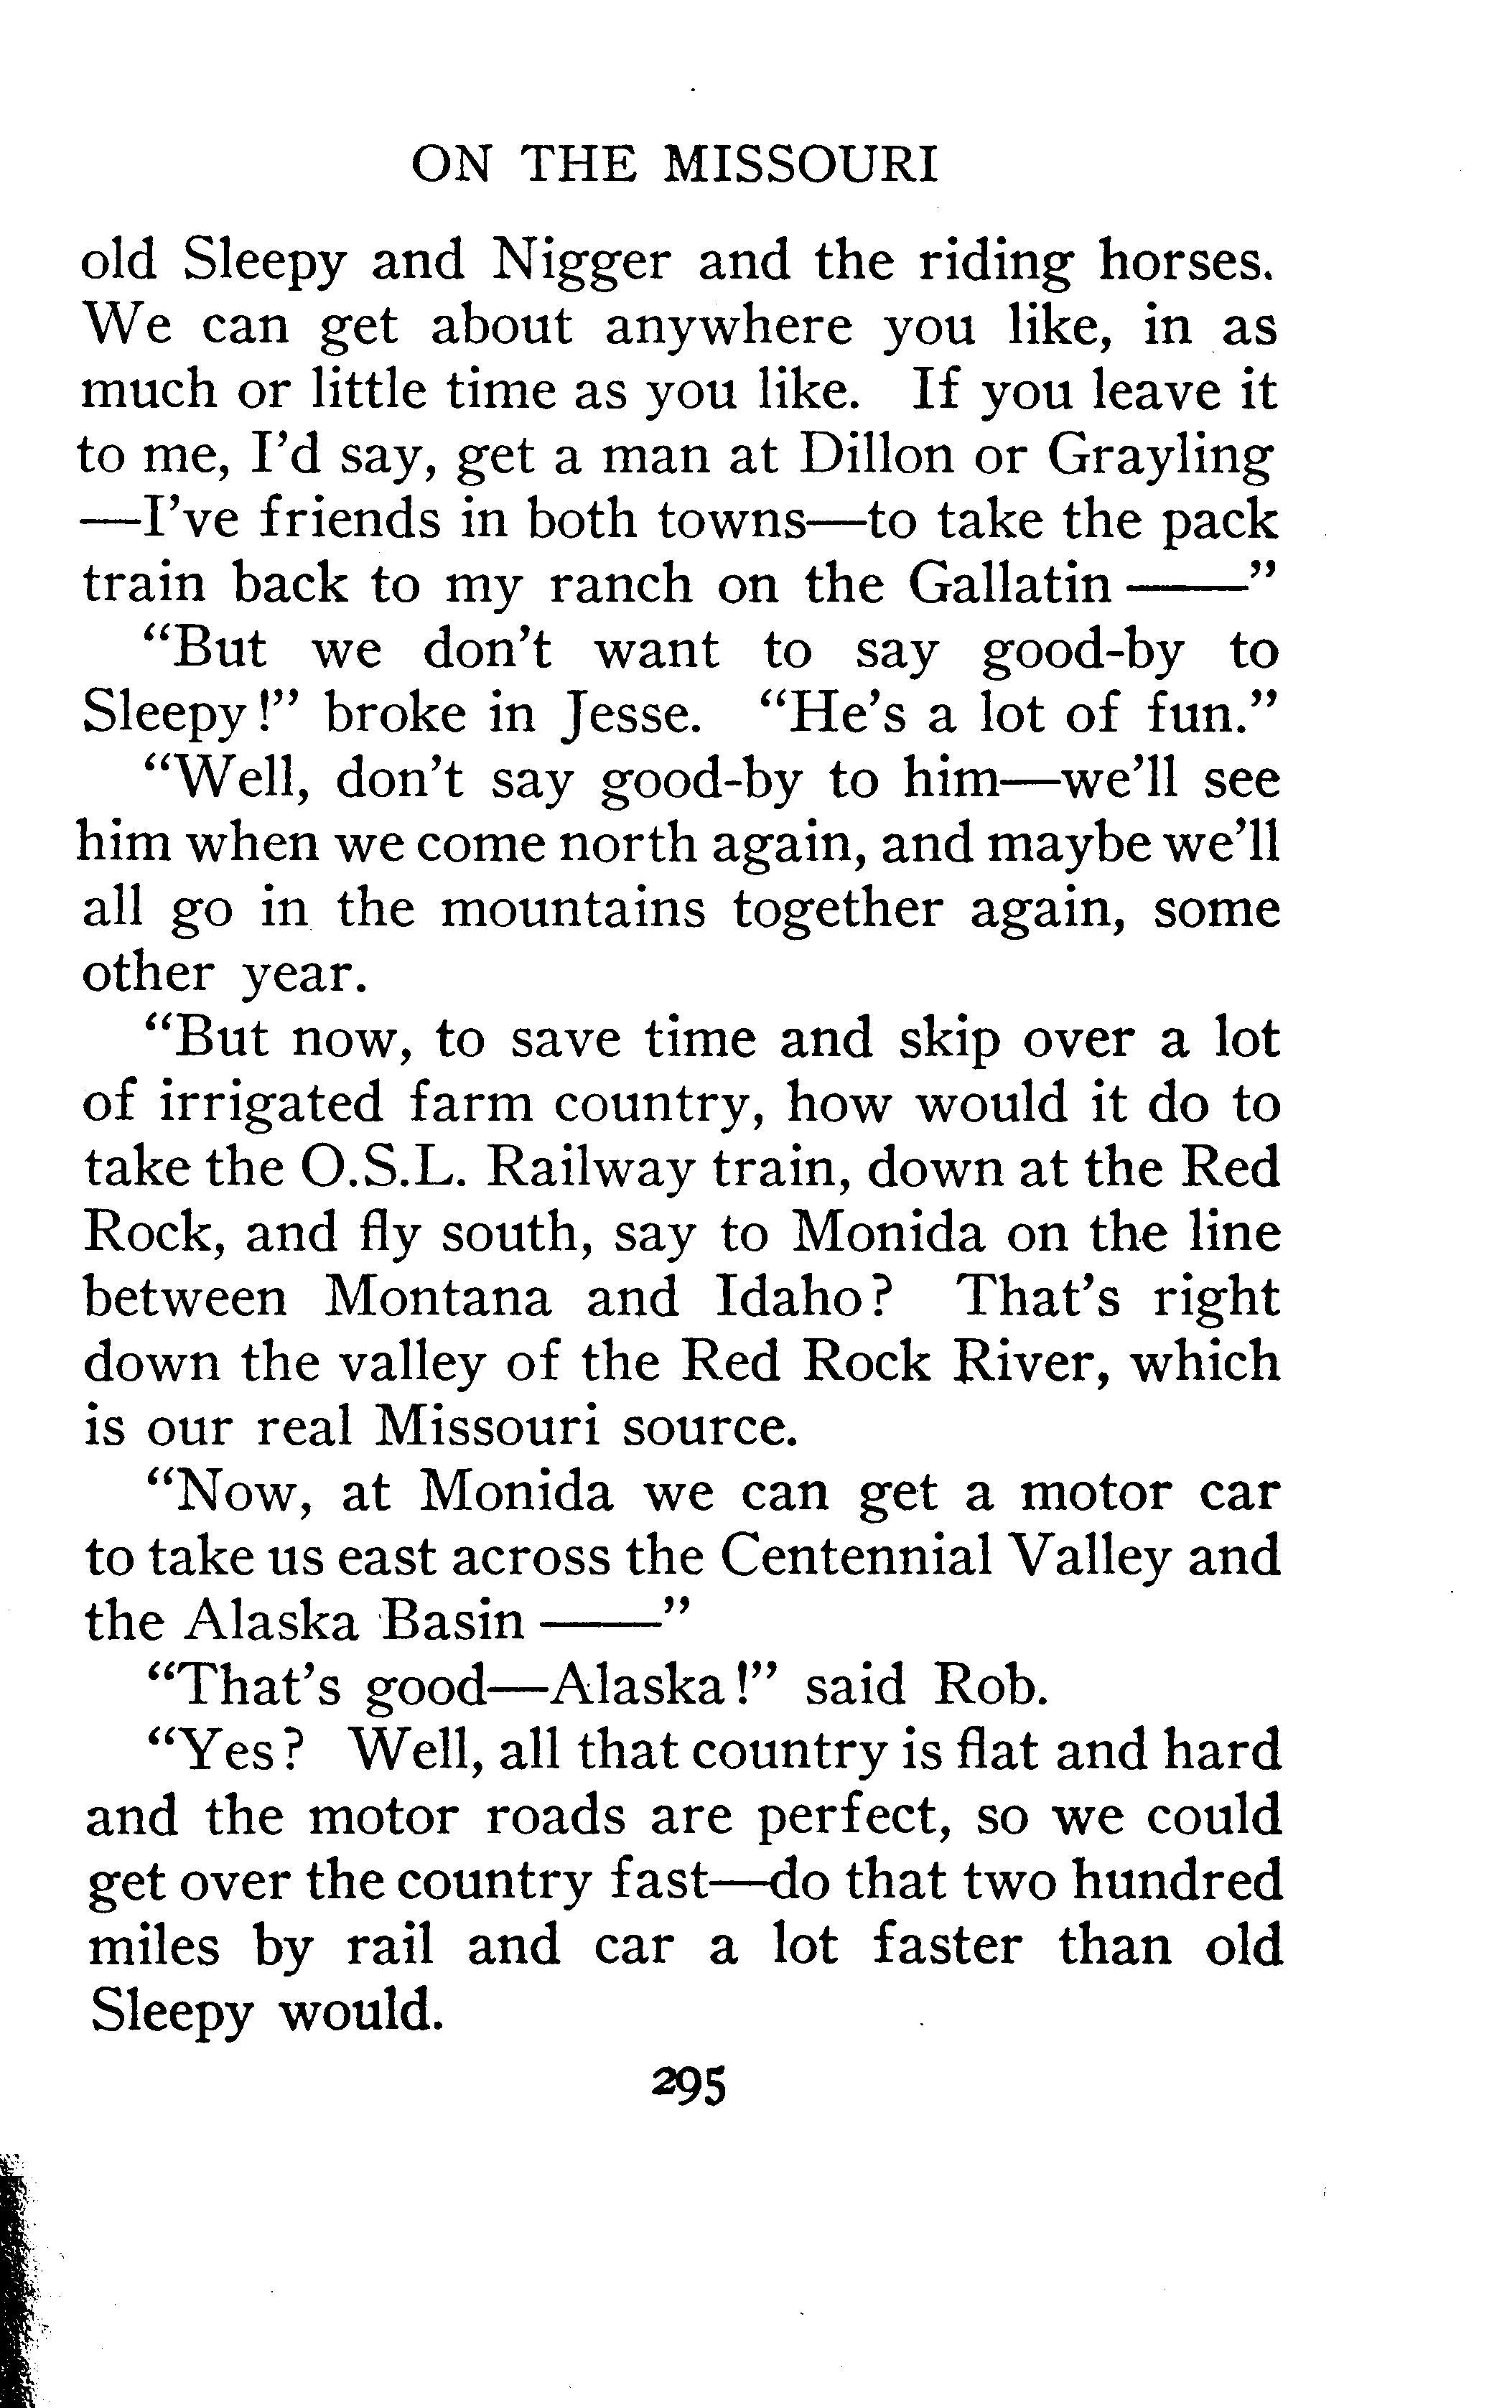 ON THE MISSOURI
old Sleepy and Nigger and the riding horses.
We can get about anywhere you like, in as
much or little time as you like. If you leave it
to me, I'd say, get a man at Dillon or Grayling
—I've friends in both towns—to take the pack
train back to my ranch on the Gallatin ——"
"But we don't want to say good-by to
Sleepy!" broke in Jesse. "He's a lot of fun."
"Well, don't say good-by to him—we'll see
him when we come north again, and maybe we'll
all go in the mountains together again, some
other year.
"But now, to save time and skip over a lot
of irrigated farm country, how would it do to
take the O.S.L. Railway train, down at the Red
Rock, and fly south, say to Monida on the line
between Montana and Idaho? That's right
down the valley of the Red Rock River, which
is our real Missouri source.
"Now, at Monida we can get a motor car
to take us east across the Centennial Valley and
the Alaska Basin ——"
"That's good—Alaska!" said Rob.
"Yes? Well, all that country is flat and hard
and the motor roads are perfect, so we could
get over the country fast—do that two hundred
miles by rail and car a lot faster than old
Sleepy would.
295